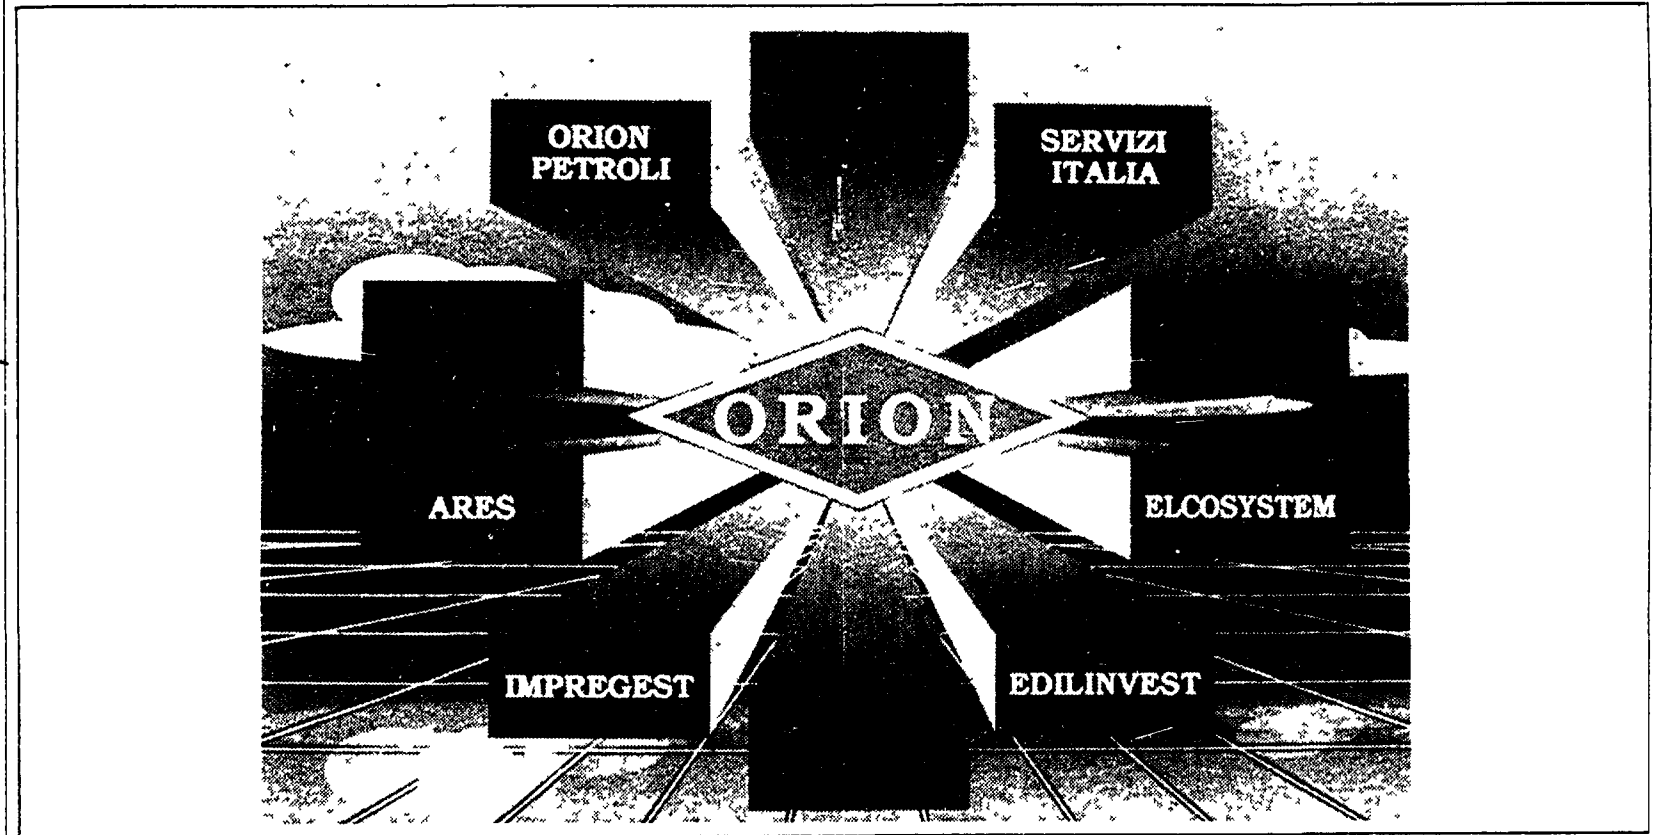 ORION
PETROLI
SERVIZI
ITALIA
ORION
ARES
ELCOSYSTEM
IMPREGEST
EDILINVEST